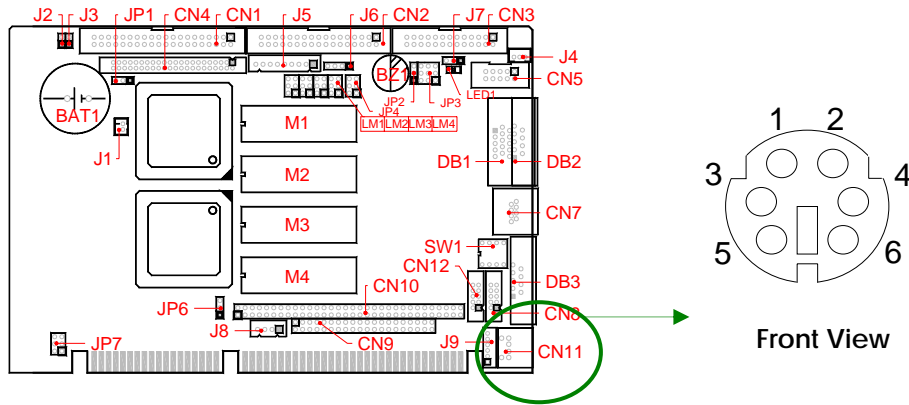 J2 J3 JP1 CN4 CN1 J5 J6 CN2 J7 CN3
J4
CN5
BZ1
LED1
BAT1
JP2 JP3
JP4
LM1 LM2 LM3 LM4
M1
J1
DB1 DB2
M2
CN7
M3
SW1
CN12
M4
DB3
CN10
JP6
CN8
J8
CN9
J9
JP7
CN11
1 2
3 4
5 6
Front View